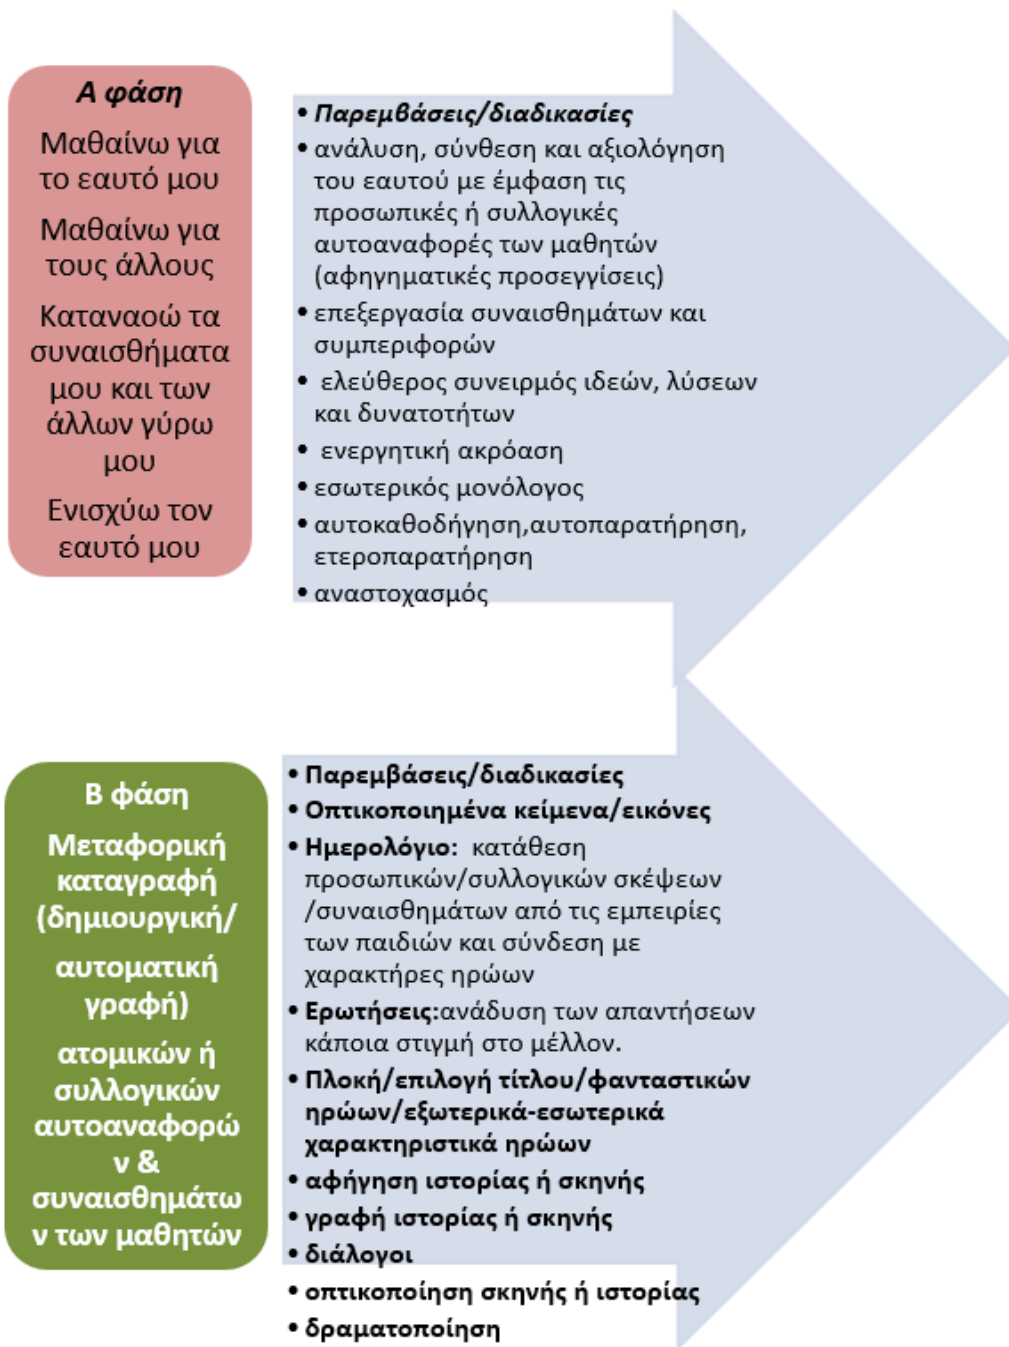 Α φάση
Μαθαίνω για
το εαυτό μου
Μαθαίνω για
τους άλλους
Καταναοώ τα
συναισθήματα
μου και των
άλλων γύρω
μου
Ενισχύω τον
εαυτό μου
• Παρεμβάσεις/διαδικασίες
• ανάλυση, σύνθεση και αξιολόγηση
του εαυτού με έμφαση τις
προσωπικές ή συλλογικές
αυτοαναφορές των μαθητών
(αφηγηματικές προσεγγίσεις)
• επεξεργασία συναισθημάτων και
συμπεριφορών
• ελεύθερος συνειρμός ιδεών, λύσεων
και δυνατοτήτων
• ενεργητική ακρόαση
• εσωτερικός μονόλογος
• αυτοκαθοδήγηση,αυτοπαρατήρηση,
ετεροπαρατήρηση
• αναστοχασμός
Β φάση
Μεταφορική
καταγραφή
(δημιουργική/
αυτοματική
γραφή)
ατομικών ή
συλλογικών
αυτοαναφορώ
ν &
συναισθημάτω
ν των μαθητών
• Παρεμβάσεις/διαδικασίες
• Οπτικοποιημένα κείμενα/εικόνες
• Ημερολόγιο: κατάθεση
προσωπικών/συλλογικών σκέψεων
/συναισθημάτων από τις εμπειρίες
των παιδιών και σύνδεση με
χαρακτήρες ηρώων
• Ερωτήσεις:ανάδυση των απαντήσεων
κάποια στιγμή στο μέλλον.
• Πλοκή/επιλογή τίτλου/φανταστικών
ηρώων/εξωτερικά-εσωτερικά
χαρακτηριστικά ηρώων
• αφήγηση ιστορίας ή σκηνής
• γραφή ιστορίας ή σκηνής
• διάλογοι
• οπτικοποίηση σκηνής ή ιστορίας
• δραματοποίηση